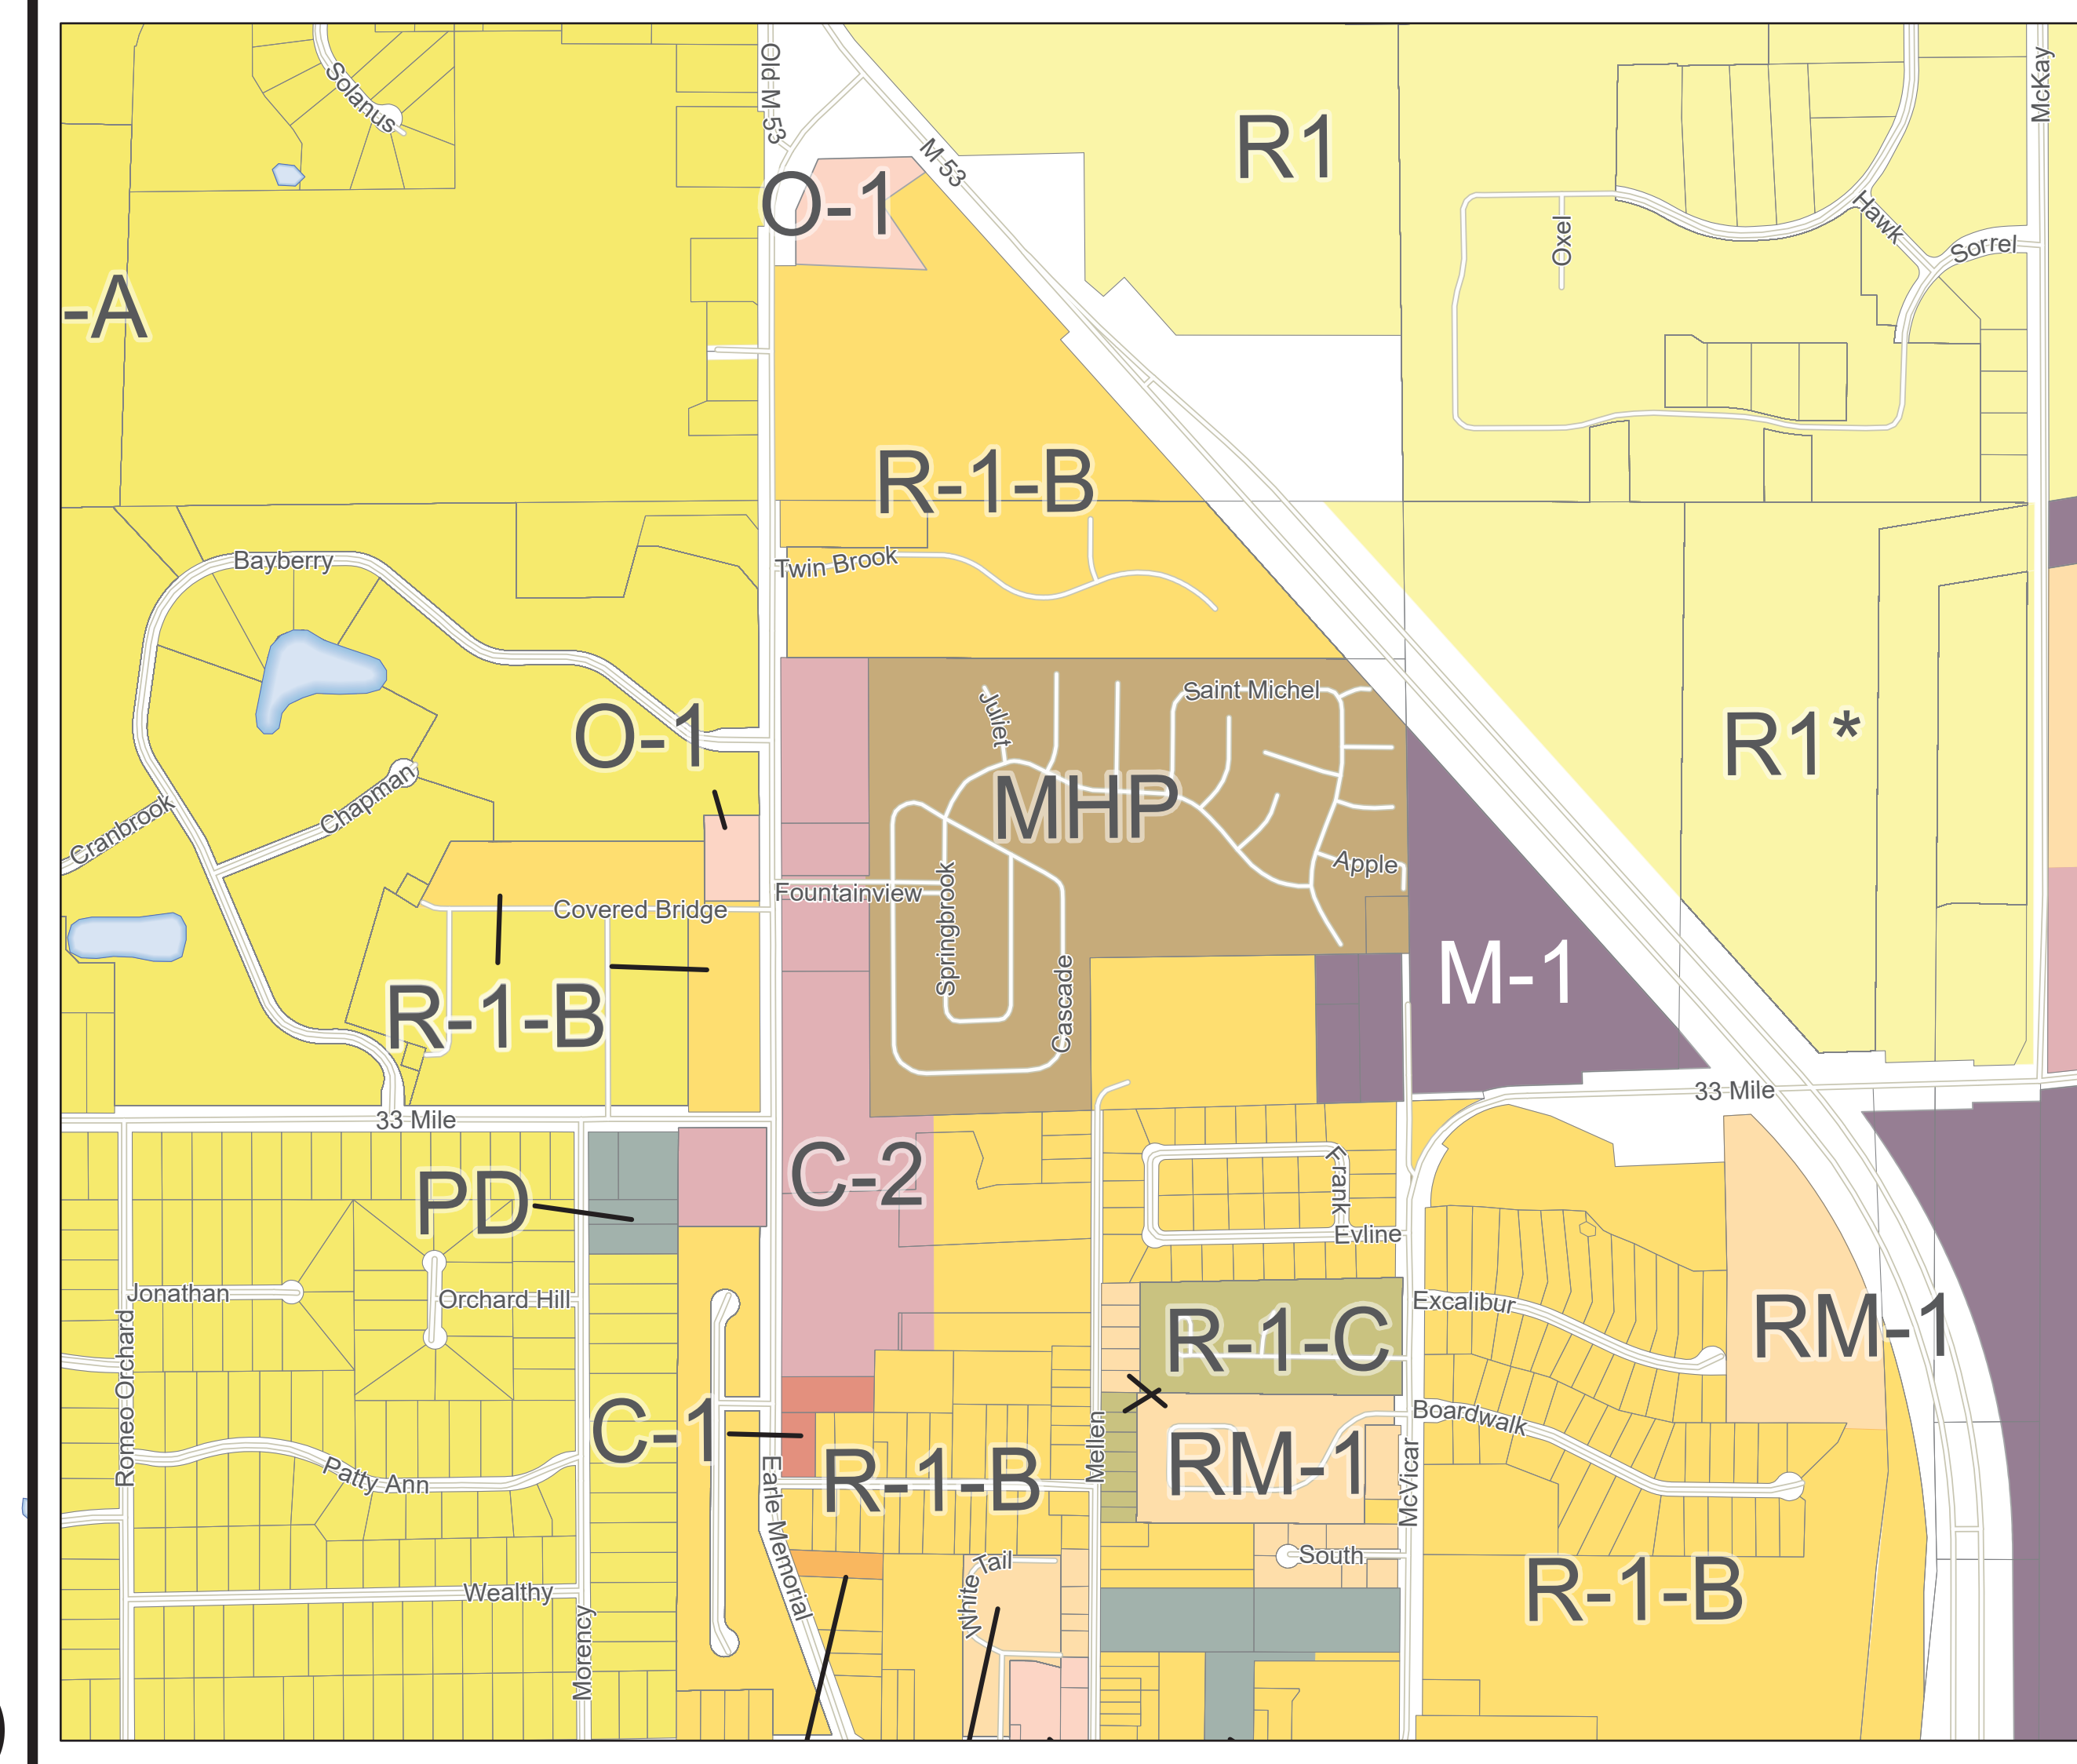 Solanus
Old M 53
M-53
McKay
R1
O-1
Hawk
Oxel
Sorrel
-A
R-1-B
Bayberry
Twin Brook
Saint Michel
Juliet
O-1
R1*
MHP
Chapman
Cranbrook
Apple
Fountainview
Covered Bridge
Springbrook
M-1
R-1-B
Cascade
33 Mile
33 Mile
C-2
Frank
PD
Evline
Jonathan
Orchard Hill
Excalibur
R-1-C
RM-1
Romeo Orchard
Boardwalk
C-1
Mellen
RM-1
R-1-B
McVicar
Patty Ann
Earle Memorial
South
White Tail
Wealthy
R-1-B
Morency